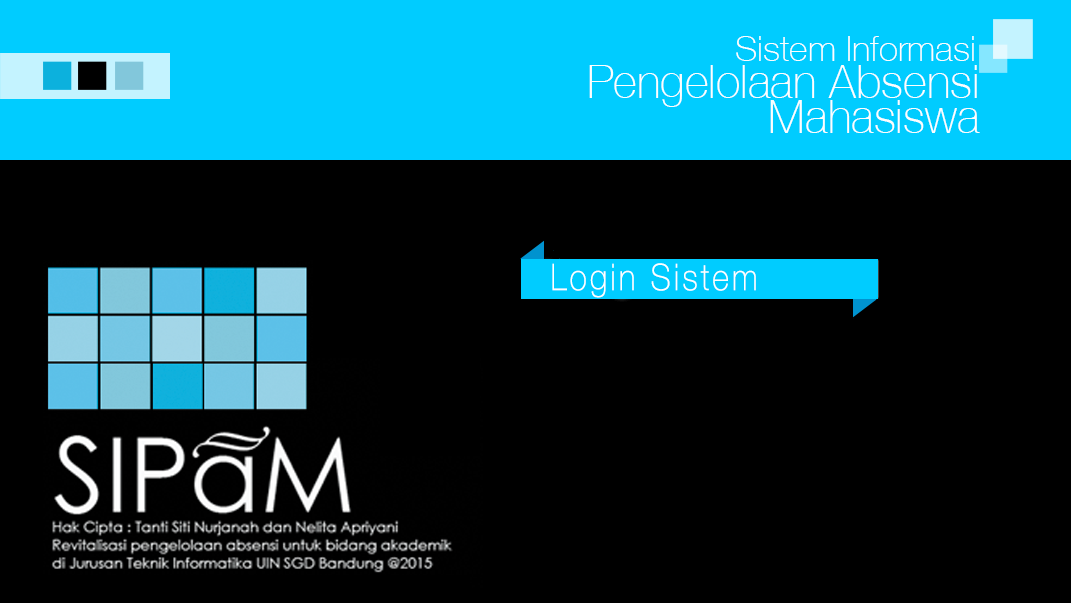 Sistem Informasi
Pengelolaan Absensi
Mahasiswa
Login Sistem
SIPaM
Hak Cipta : Tanti Siti Nurjanah dan Nelita Apriyani
Revitalisasi pengelolaan absensi untuk bidang akademik
di Jurusan Teknik Informatika UIN SGD Bandung @2015